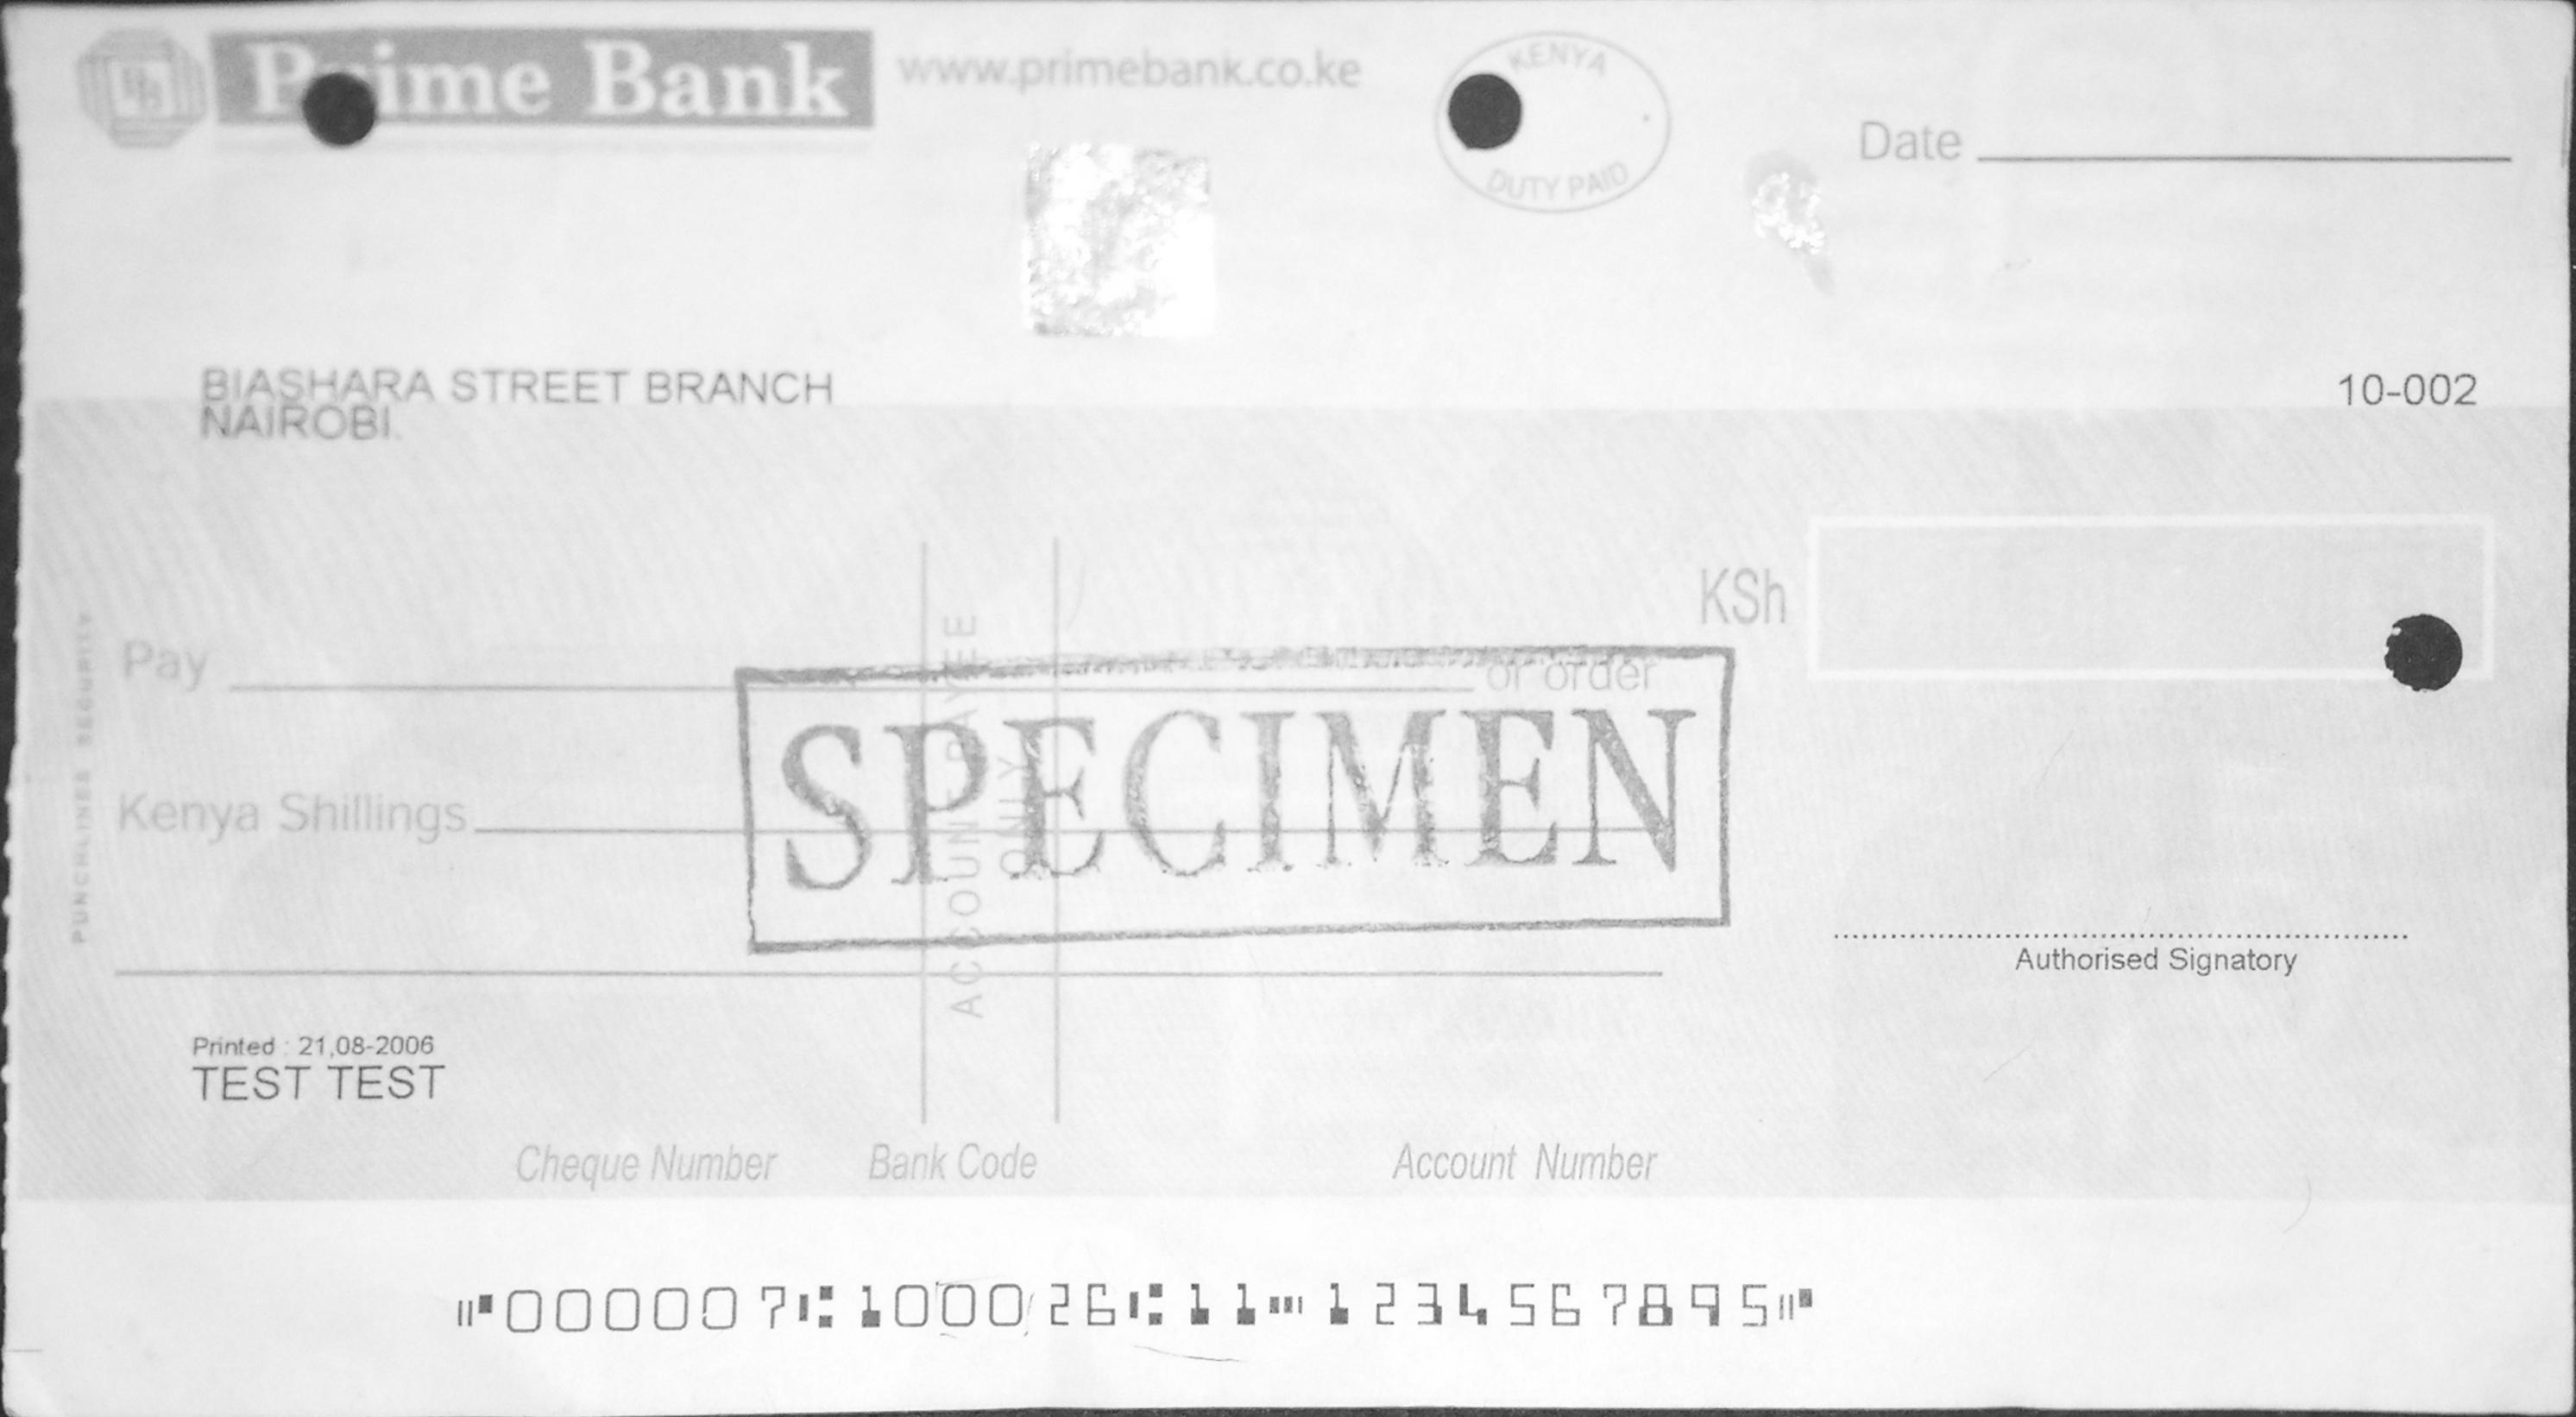 Prime Bank www.primebank.co.ke
KENYA
DUTY PAID
Date
BIASHARA STREET BRANCH
NAIROBI.
10-002
KSh
Pay or order
SPECIMEN
ACCOUNT PAYEE
ONLY
Kenya Shillings
PUNCHLINES SECURITY
Authorised Signatory
Printed : 21,08-2006
TEST TEST
Cheque Number Bank Code Account Number
⑈000007⑆100026⑆11⑉1234567895⑈